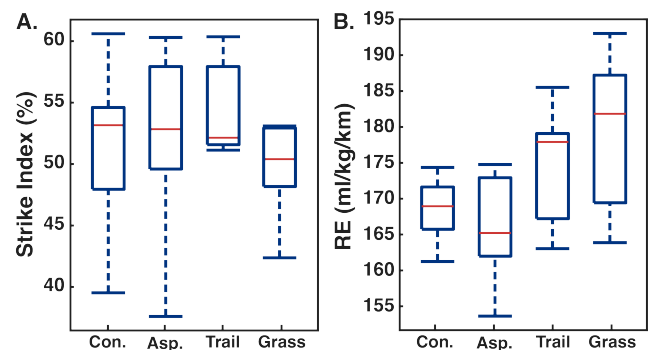 A.
Strike Index (%)
60
55
50
45
40
Con. Asp. Trail Grass
B.
RE (ml/kg/km)
195
190
185
180
175
170
165
160
155
Con. Asp. Trail Grass